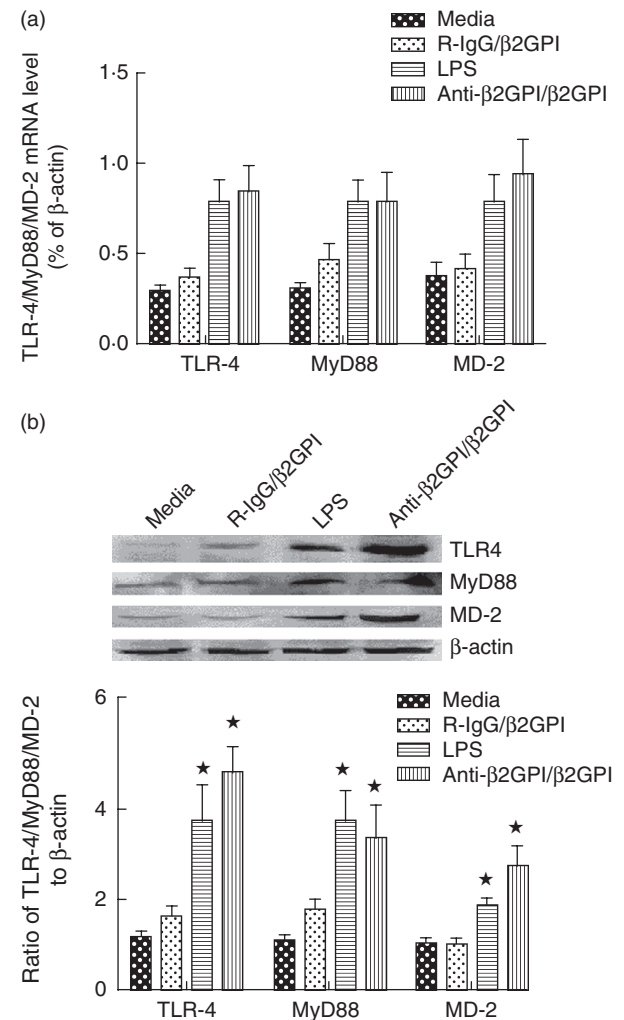 (a)
Media
R-IgG/β2GPI
LPS
Anti-β2GPI/β2GPI
TLR-4/MyD88/MD-2 mRNA level
(% of β-actin)
1·5
1·0
0·5
0·0
TLR-4 MyD88 MD-2
(b)
Media R-IgG/β2GPI LPS Anti-β2GPI/β2GPI
TLR4
MyD88
MD-2
β-actin
Media
R-IgG/β2GPI
LPS
Anti-β2GPI/β2GPI
Ratio of TLR-4/MyD88/MD-2
to β-actin
6
4
2
0
TLR-4 MyD88 MD-2